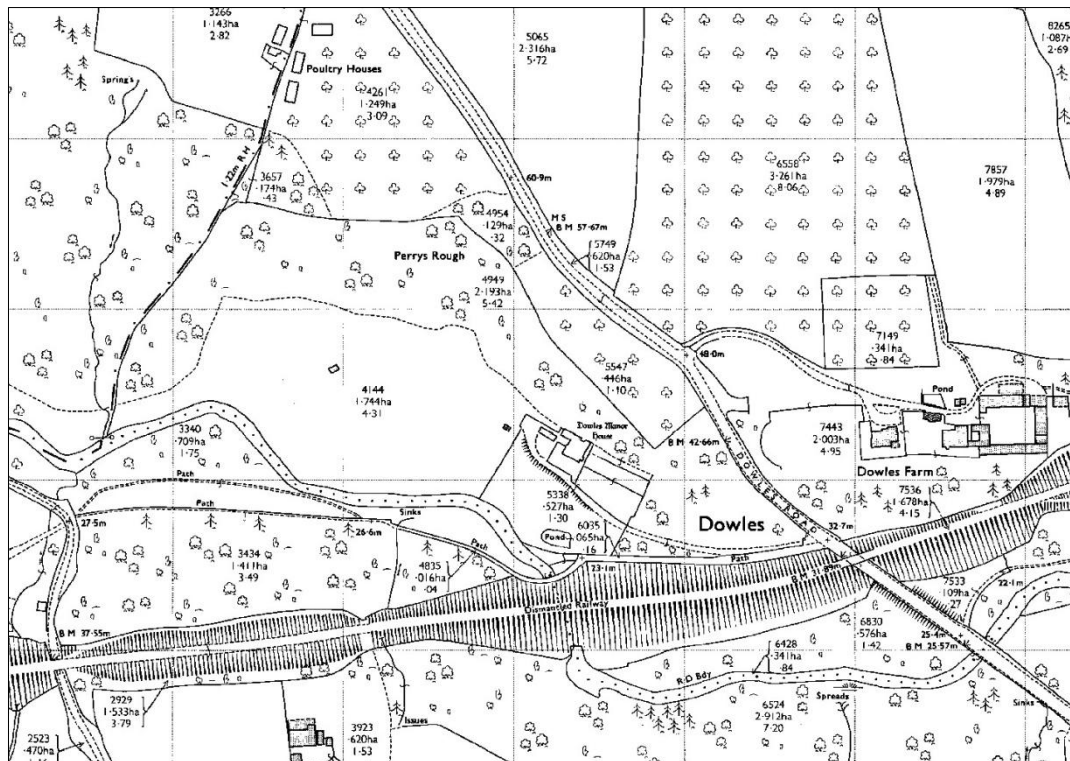 3266
1·143ha
2·82
Springs
Poultry Houses
4261
1·249ha
3·09
5065
2·316ha
5·72
8265
1·087ha
2·69
1·22m R H
3657
·174ha
·43
60·9m
6558
3·261ha
8·06
7857
1·979ha
4·89
4954
·129ha
·32
M S
B M 57·67m
5749
·620ha
1·53
Perrys Rough
4949
2·193ha
5·42
7149
·341ha
·84
48·0m
4144
1·744ha
4·31
5547
·446ha
1·10
Pond
3340
·709ha
1·75
Dowles Manor
House
B M 42·66m
7443
2·003ha
4·95
DOWLES ROAD
Dowles Farm
Path
Path
Sinks
5338
·527ha
1·30
7536
1·678ha
4·15
27·5m
26·6m
6035
·065ha
·16
Dowles
32·7m
Path
Pond
3434
1·411ha
3·49
4835
·016ha
·04
23·1m
Path
7533
·109ha
·27
22·1m
Dismantled Railway
6830
·576ha
1·42
B M 37·55m
25·4m
B M 25·57m
6428
·341ha
·84
R D Bdy
2929
1·533ha
3·79
Spreads
Sinks
6524
2·912ha
7·20
2523
·470ha
3923
·620ha
1·53
Issues